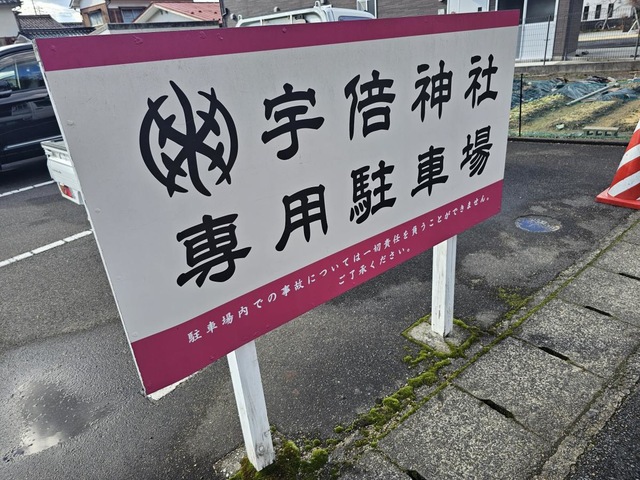 宇倍神社
専用駐車場
駐車場内での事故については一切責任を負うことができません。
ご了承ください。